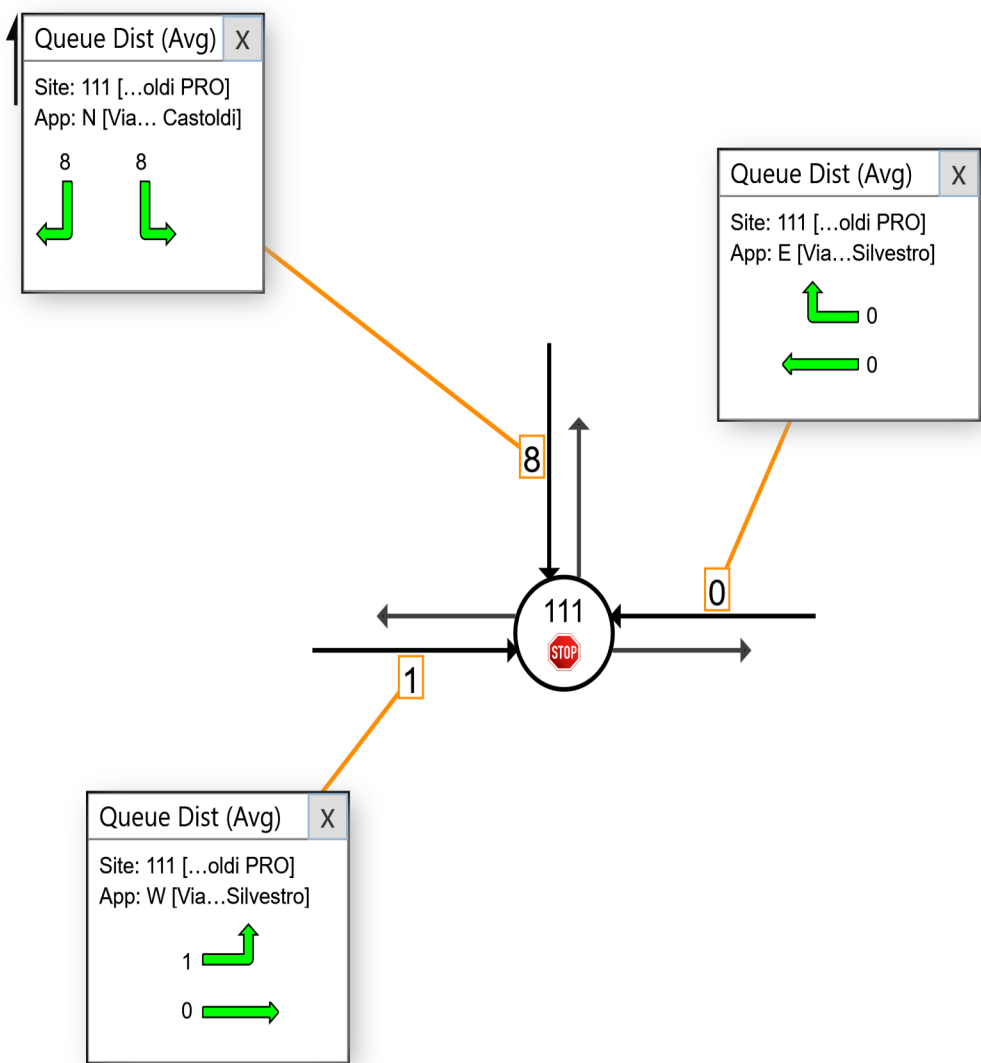 Queue Dist (Avg) X
Site: 111 […oldi PRO]
App: N [Via… Castoldi]
8 8
Queue Dist (Avg) X
Site: 111 […oldi PRO]
App: E [Via…Silvestro]
0
0
8
0
111
STOP
1
Queue Dist (Avg) X
Site: 111 […oldi PRO]
App: W [Via…Silvestro]
1
0